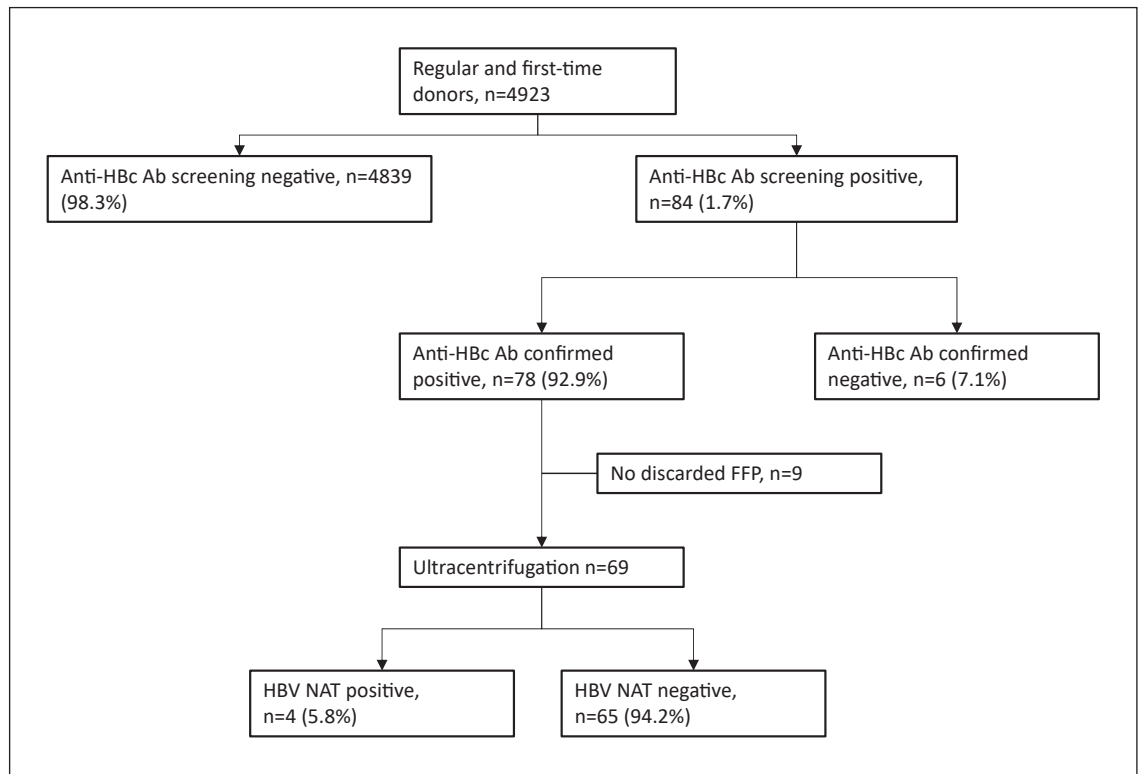 Regular and first-time
donors, n=4923
Anti-HBc Ab screening negative, n=4839
(98.3%)
Anti-HBc Ab screening positive,
n=84 (1.7%)
Anti-HBc Ab confirmed
positive, n=78 (92.9%)
Anti-HBc Ab confirmed
negative, n=6 (7.1%)
No discarded FFP, n=9
Ultracentrifugation n=69
HBV NAT positive,
n=4 (5.8%)
HBV NAT negative,
n=65 (94.2%)